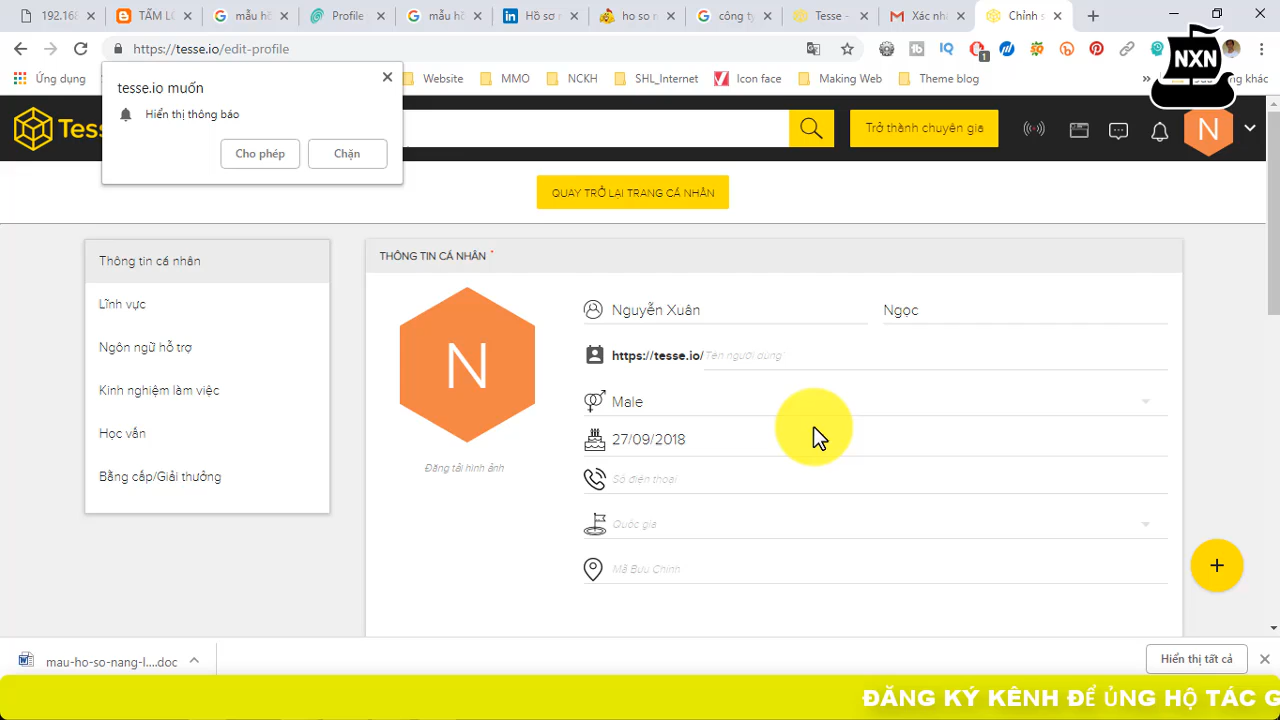 192.16
TẤM LÓ
mẫu hồ
Profile
mẫu hồ
in Hồ sơ
ho so n
công ty
tesse
Xác nh
Chỉnh s
https://tesse.io/edit-profile
1
NXN
Ứng dụng
Website
MMO
NCKH
SHL_Internet
Icon face
Making Web
Theme blog
khác
tesse.io muốn
Hiển thị thông báo
Cho phép
Chặn
Tess
Trở thành chuyên gia
N
QUAY TRỞ LẠI TRANG CÁ NHÂN
Thông tin cá nhân
Lĩnh vực
Ngôn ngữ hỗ trợ
Kinh nghiệm làm việc
Học vấn
Bằng cấp/Giải thưởng
THÔNG TIN CÁ NHÂN *
N
Đăng tải hình ảnh
Nguyễn Xuân
Ngọc
https://tesse.io/ Tên người dùng*
Male
27/09/2018
Số điện thoại
Quốc gia
Mã Bưu Chính
+
mau-ho-so-nang-l....doc
Hiển thị tất cả
ĐĂNG KÝ KÊNH ĐỂ ỦNG HỘ TÁC G